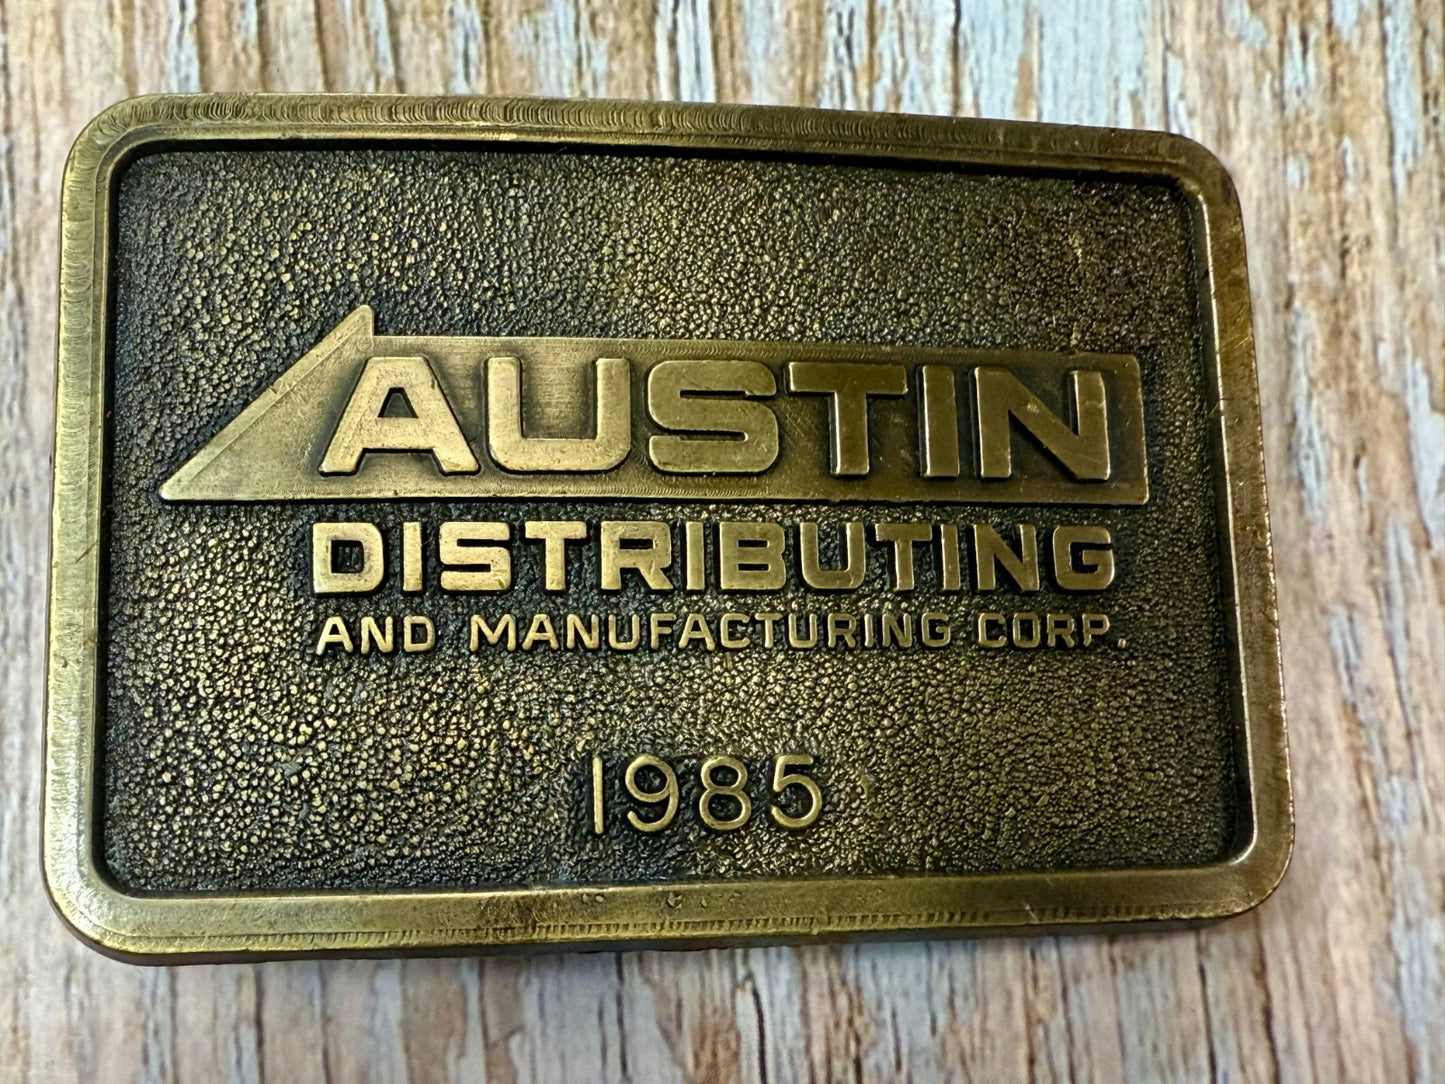 AUSTIN
DISTRIBUTING
AND MANUFACTURING CORP.
1985